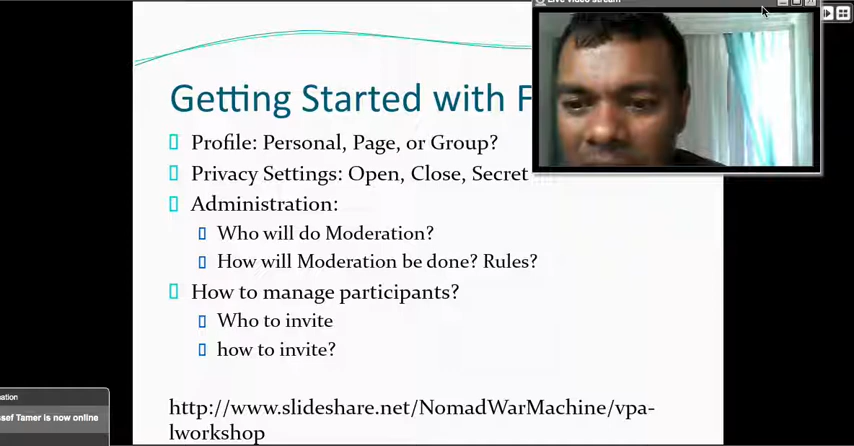 Live video stream
Getting Started with F
Profile: Personal, Page, or Group?
Privacy Settings: Open, Close, Secret
Administration:
Who will do Moderation?
How will Moderation be done? Rules?
How to manage participants?
Who to invite
how to invite?
http://www.slideshare.net/NomadWarMachine/vpa-
lworkshop
ation
ssef Tamer is now online